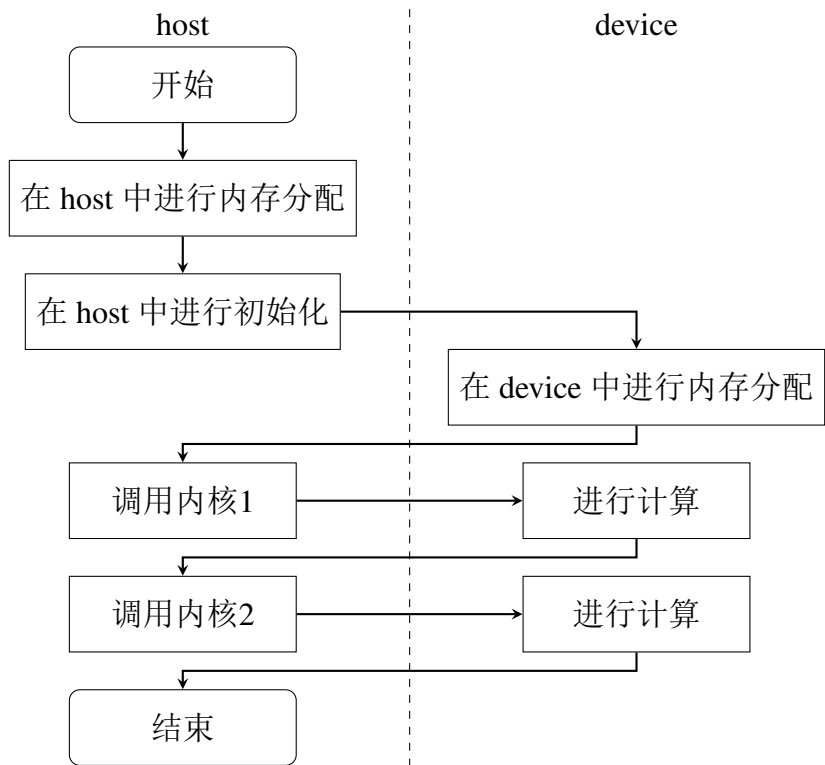 host
device
开始
在 host 中进行内存分配
在 host 中进行初始化
在 device 中进行内存分配
调用内核1
进行计算
调用内核2
进行计算
结束